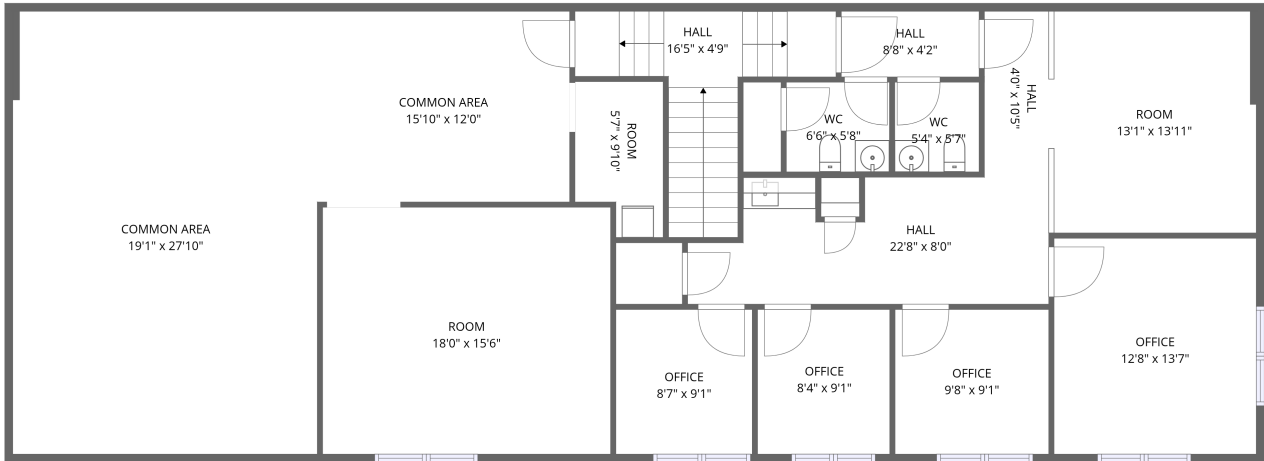 HALL
16'5" x 4'9"
HALL
8'8" x 4'2"
HALL
4'0" x 10'5"
COMMON AREA
15'10" x 12'0"
ROOM
5'7" x 9'10"
WC
6'6" x 5'8"
WC
5'4" x 5'7"
ROOM
13'1" x 13'11"
COMMON AREA
19'1" x 27'10"
HALL
22'8" x 8'0"
ROOM
18'0" x 15'6"
OFFICE
8'7" x 9'1"
OFFICE
8'4" x 9'1"
OFFICE
9'8" x 9'1"
OFFICE
12'8" x 13'7"